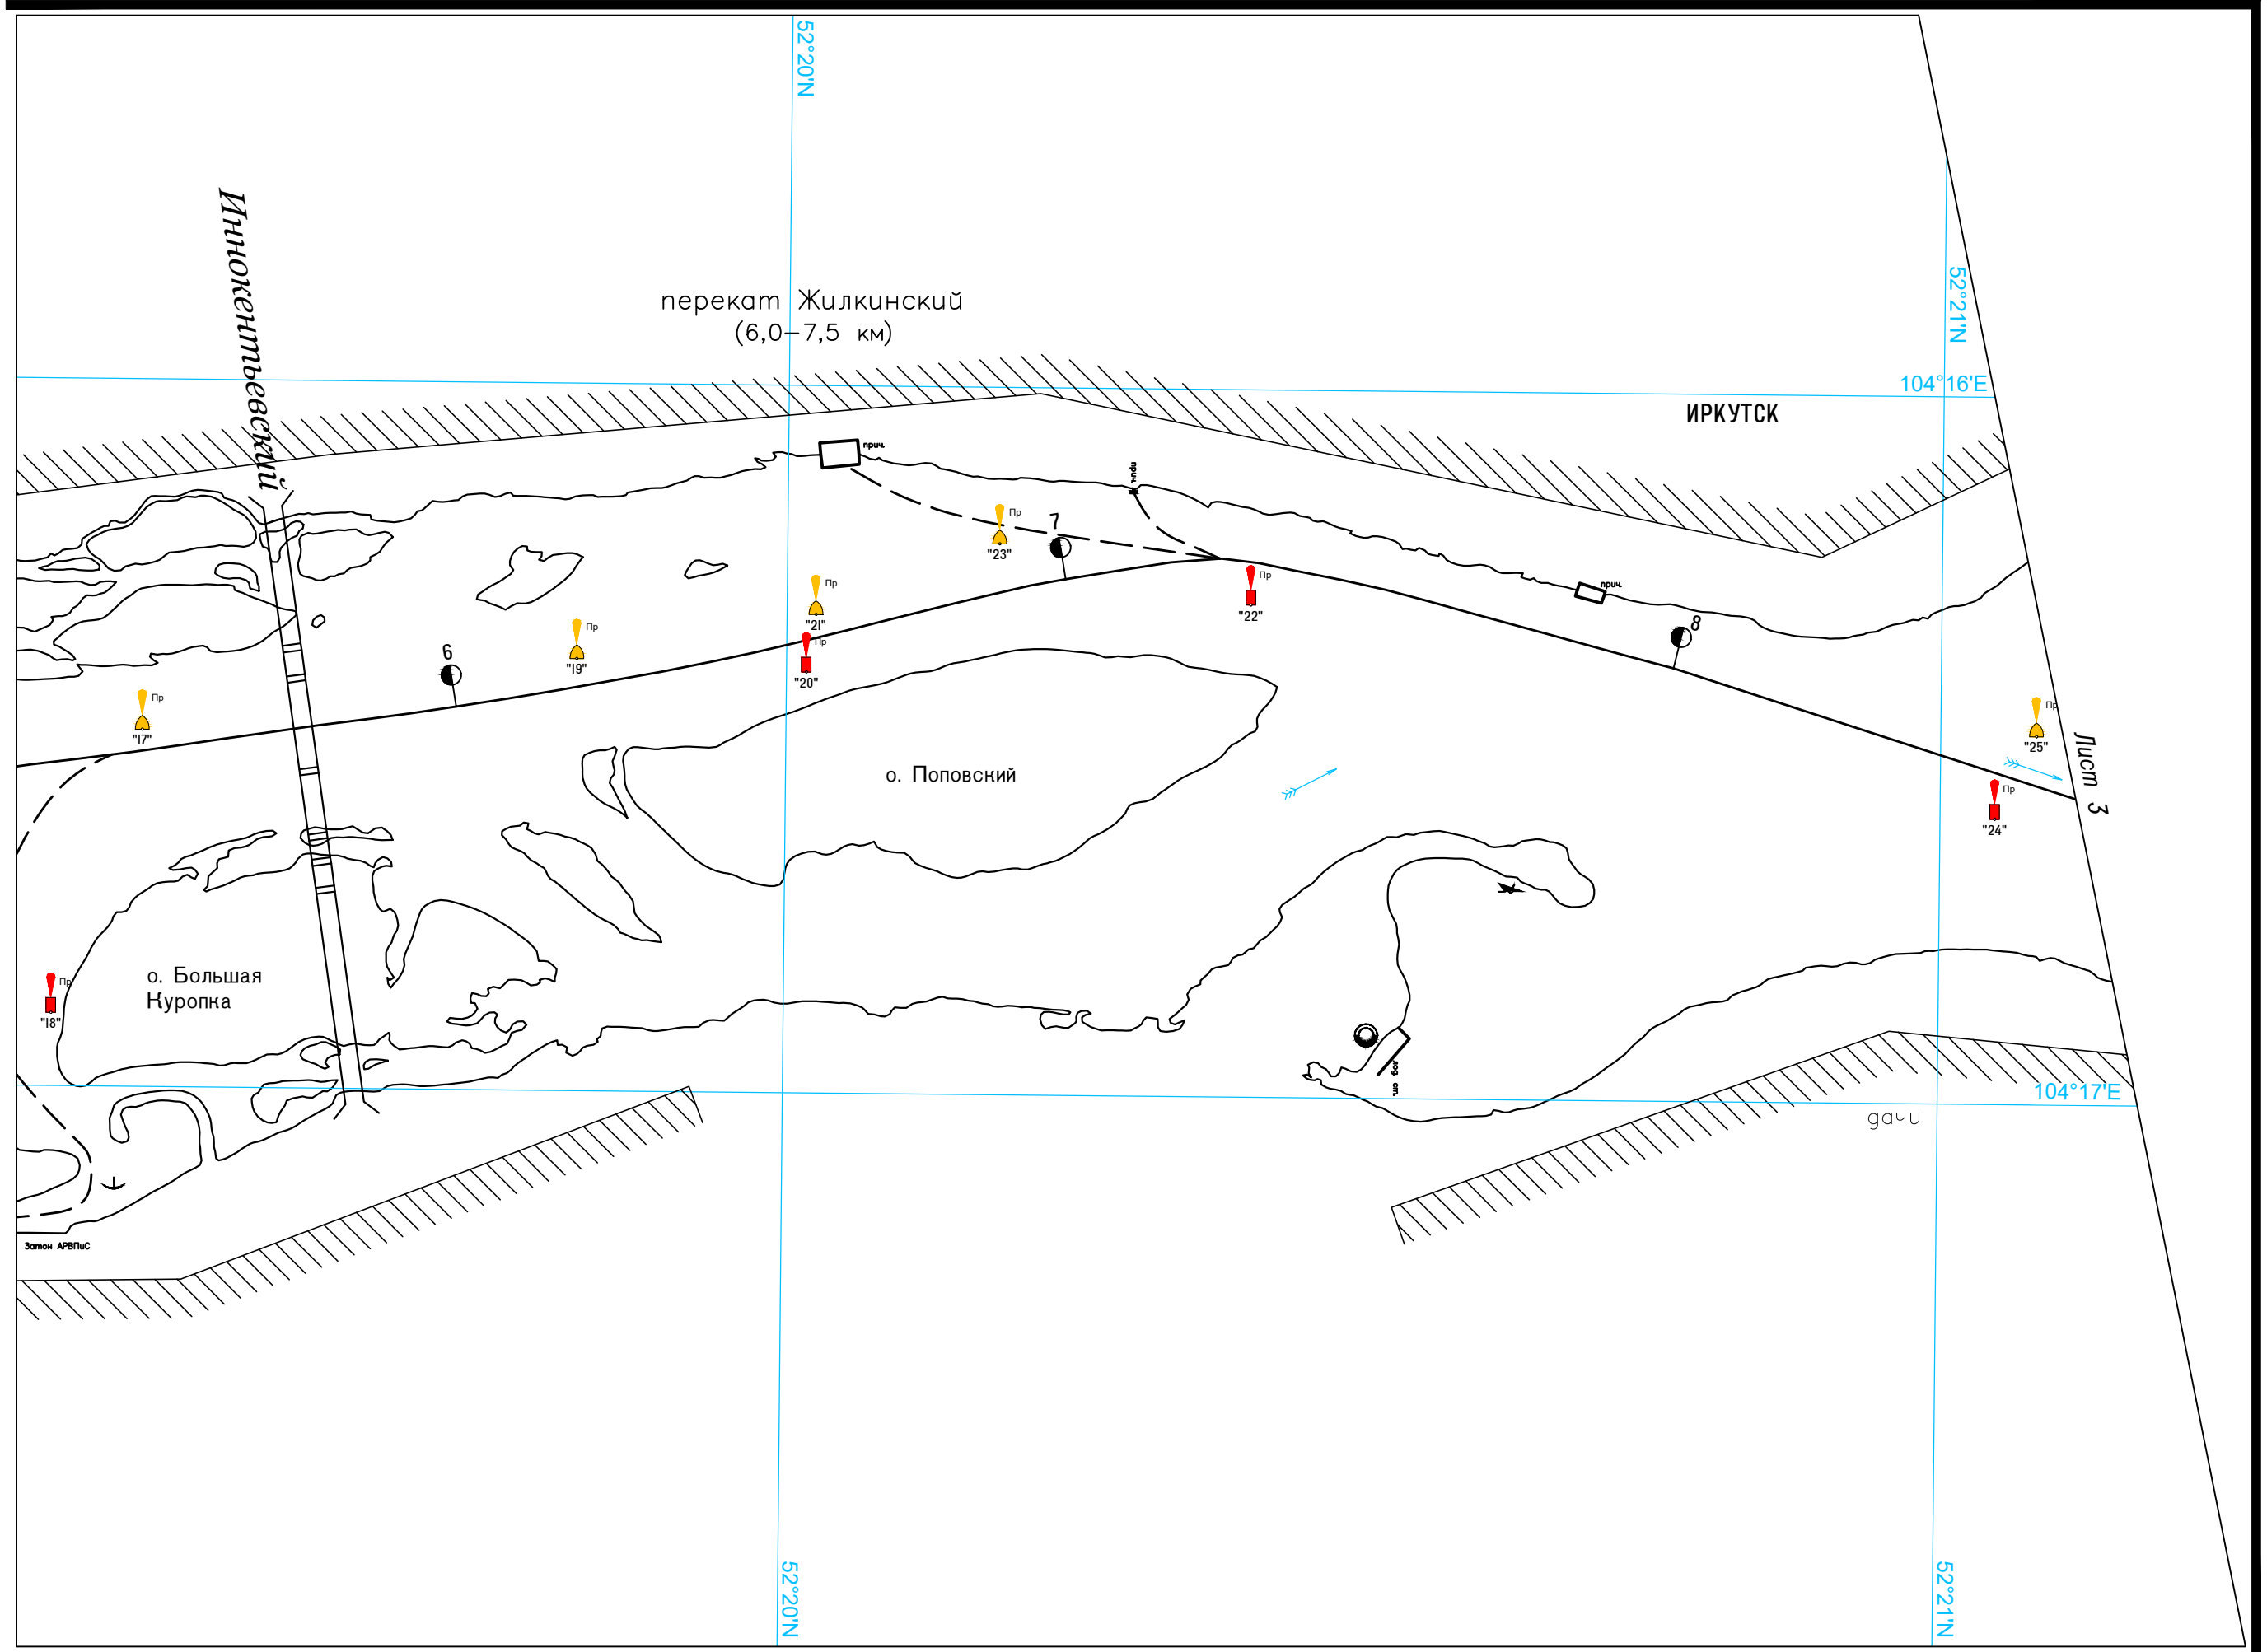 52°20'N
Иннокентьевский
перекат Жилкинский
(6,0–7,5 км)
52°21'N
104°16'E
ИРКУТСК
прич.
прич.
Пр
"23"
7
Пр
"22"
прич.
Пр
"21"
Пр
"20"
Пр
"19"
6
8
Пр
"17"
Пр
"25"
Лист 3
о. Поповский
Пр
"24"
о. Большая
Куропка
Пр
"18"
лод. ст.
104°17'E
дачи
Затон АРВПиС
52°20'N
52°21'N